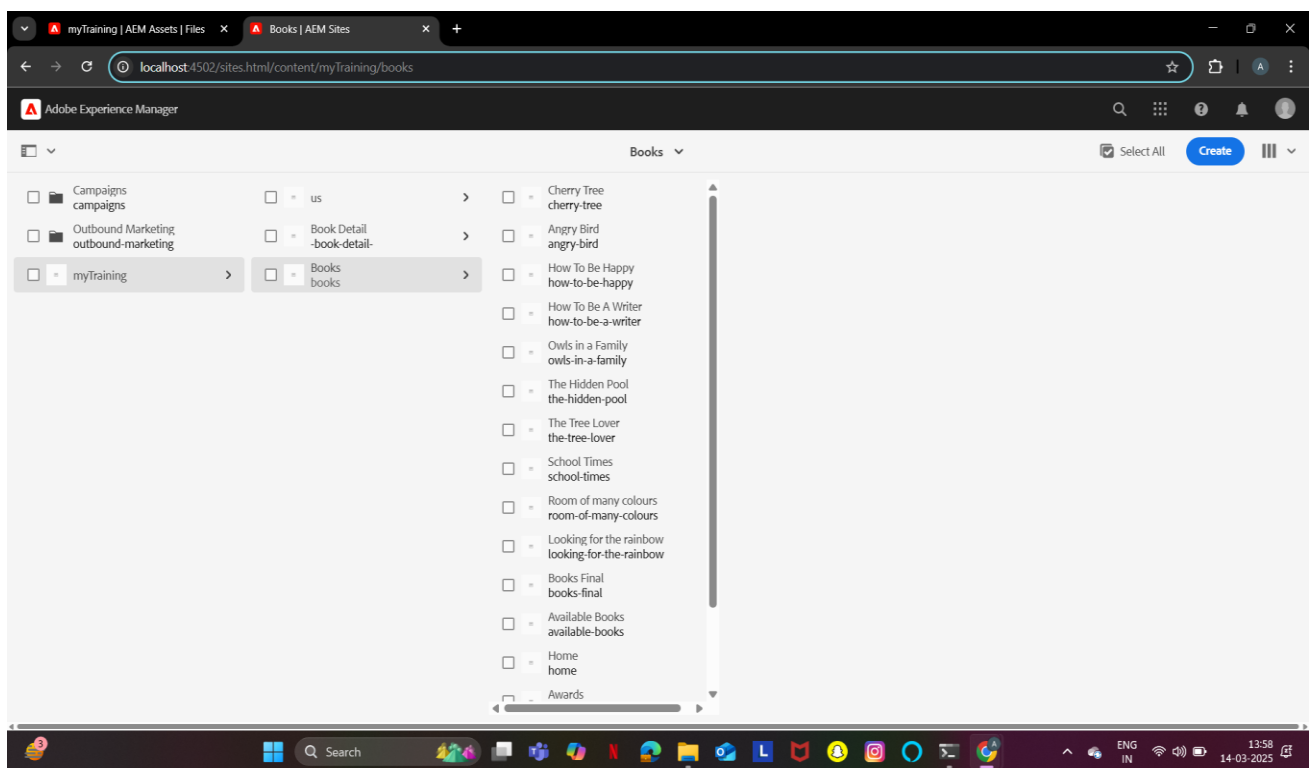 myTraining | AEM Assets | Files
Books | AEM Sites
localhost:4502/sites.html/content/myTraining/books
A
Adobe Experience Manager
Books
Select All
Create
Campaigns
campaigns
Outbound Marketing
outbound-marketing
myTraining
us
Book Detail
-book-detail-
Books
books
Cherry Tree
cherry-tree
Angry Bird
angry-bird
How To Be Happy
how-to-be-happy
How To Be A Writer
how-to-be-a-writer
Owls in a Family
owls-in-a-family
The Hidden Pool
the-hidden-pool
The Tree Lover
the-tree-lover
School Times
school-times
Room of many colours
room-of-many-colours
Looking for the rainbow
looking-for-the-rainbow
Books Final
books-final
Available Books
available-books
Home
home
Awards
3
Search
L
N
ENG
IN
13:58
14-03-2025